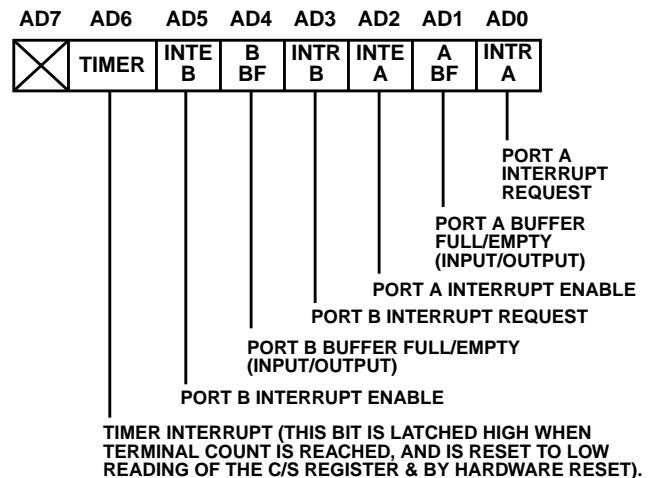 AD7 AD6 AD5 AD4 AD3 AD2 AD1 AD0
TIMER INTE B B BF INTR B INTE A A BF INTR A
PORT A
INTERRUPT
REQUEST
PORT A BUFFER
FULL/EMPTY
(INPUT/OUTPUT)
PORT A INTERRUPT ENABLE
PORT B INTERRUPT REQUEST
PORT B BUFFER FULL/EMPTY
(INPUT/OUTPUT)
PORT B INTERRUPT ENABLE
TIMER INTERRUPT (THIS BIT IS LATCHED HIGH WHEN
TERMINAL COUNT IS REACHED, AND IS RESET TO LOW
READING OF THE C/S REGISTER & BY HARDWARE RESET).